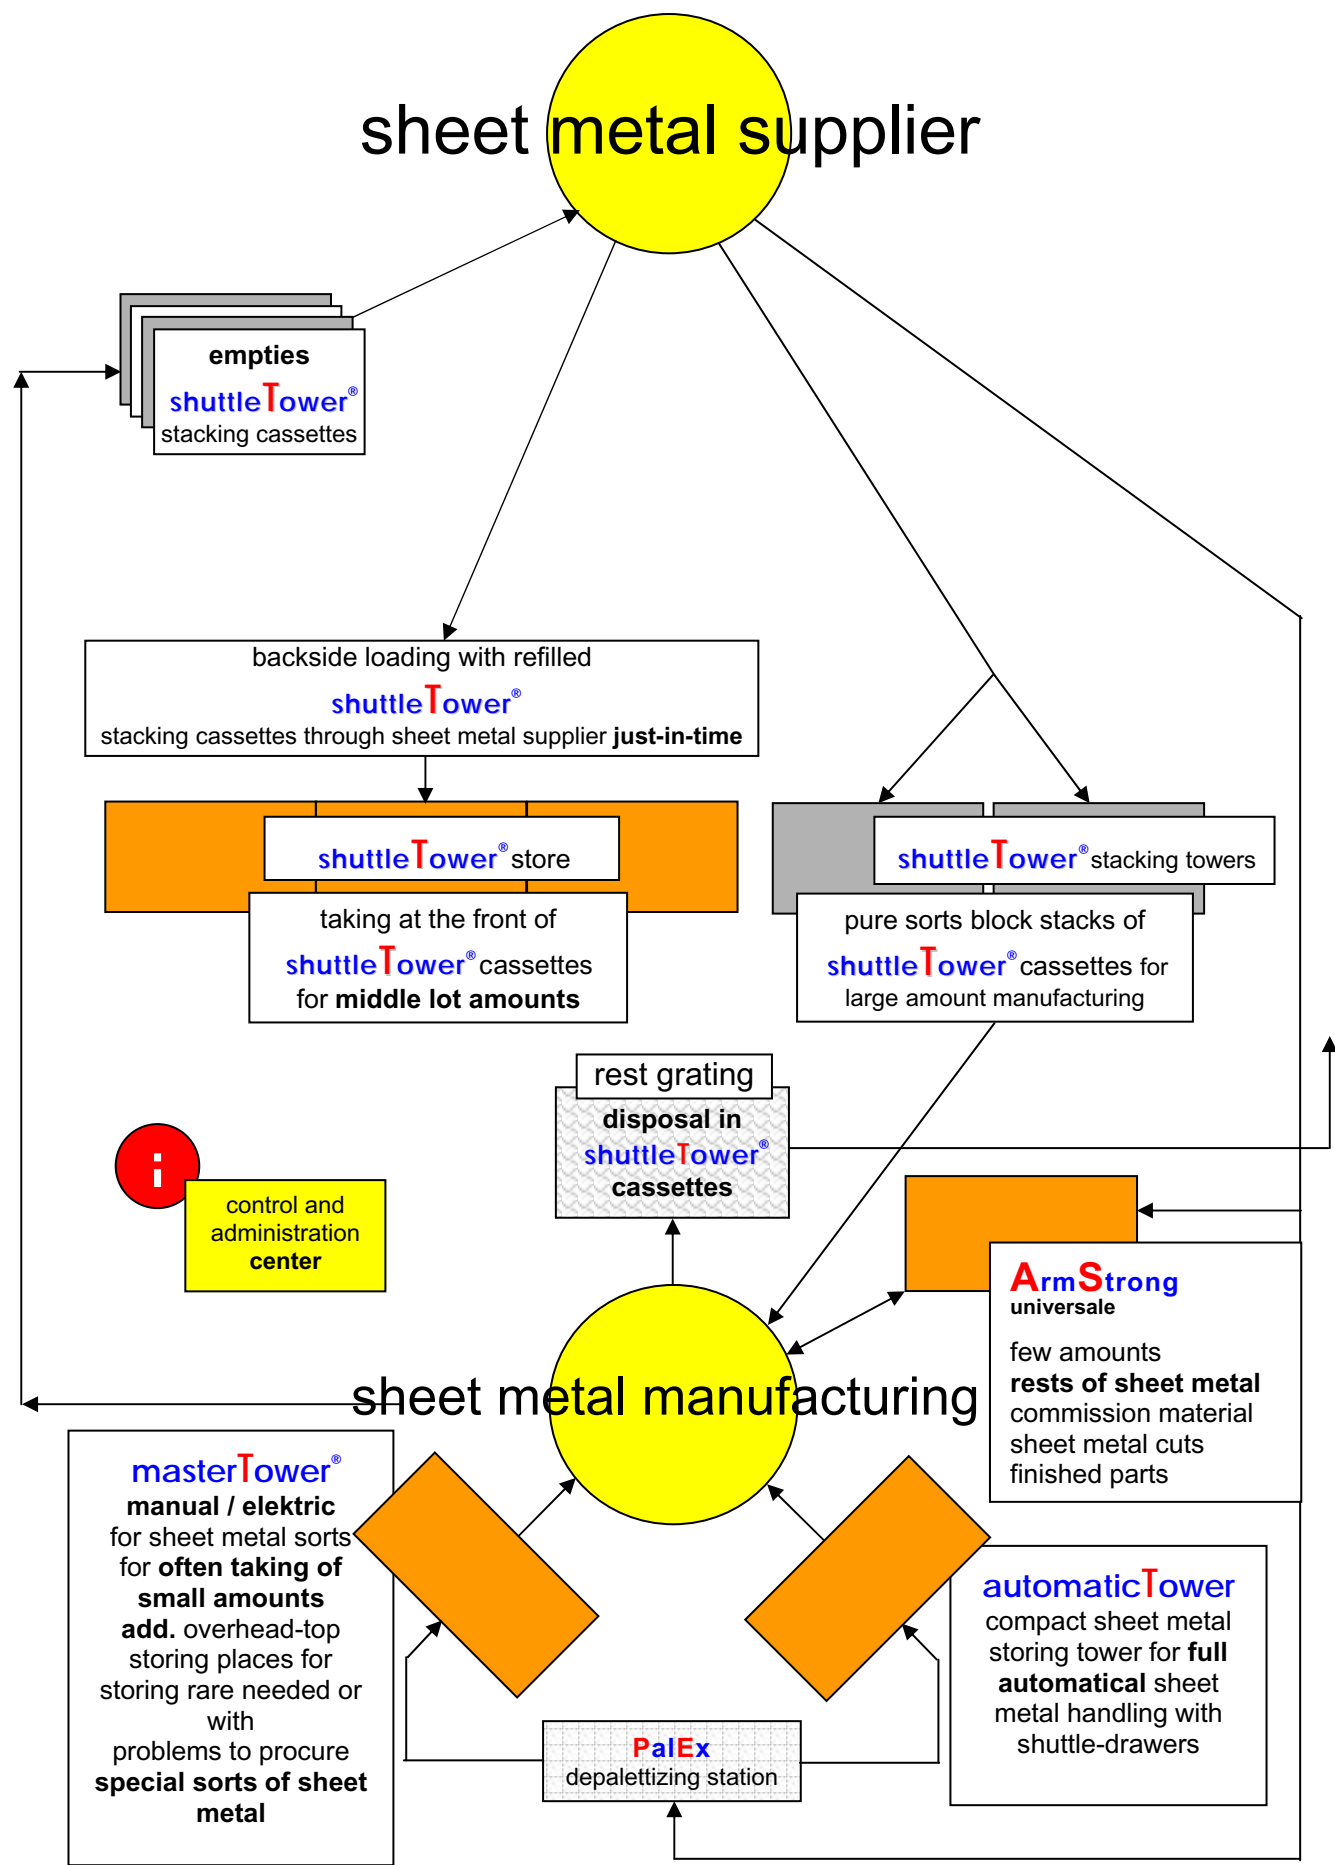 sheet metal supplier
empties
shuttleTower®
stacking cassettes
backside loading with refilled
shuttleTower®
stacking cassettes through sheet metal supplier just-in-time
shuttleTower® store
taking at the front of
shuttleTower® cassettes
for middle lot amounts
shuttleTower® stacking towers
pure sorts block stacks of
shuttleTower® cassettes for
large amount manufacturing
rest grating
disposal in
shuttleTower®
cassettes
i
control and
administration
center
ArmStrong
universale
few amounts
rests of sheet metal
commission material
sheet metal cuts
finished parts
sheet metal manufacturing
masterTower®
manual / elektric
for sheet metal sorts
for often taking of
small amounts
add. overhead-top
storing places for
storing rare needed or
with
problems to procure
special sorts of sheet
metal
automaticTower
compact sheet metal
storing tower for full
automatical sheet
metal handling with
shuttle-drawers
PalEx
depalettizing station